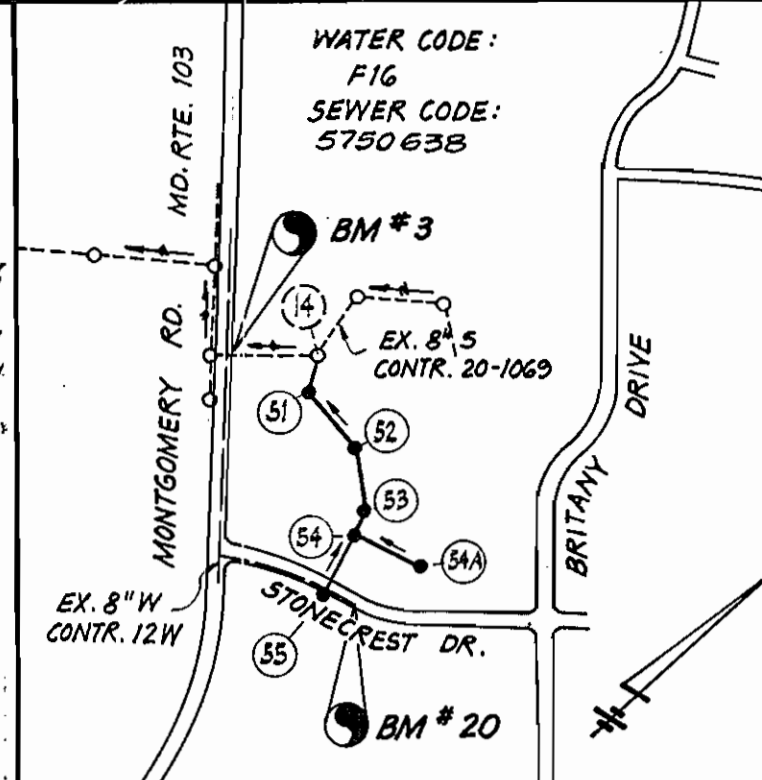 WATER CODE:
F16
SEWER CODE:
5750638
MD. RTE. 103
BM #3
14
EX. 8" S
CONTR. 20-1069
MONTGOMERY RD.
51
52
53
54
54A
BRITANY DRIVE
EX. 8" W
CONTR. 12W
STONECREST DR.
55
BM #20